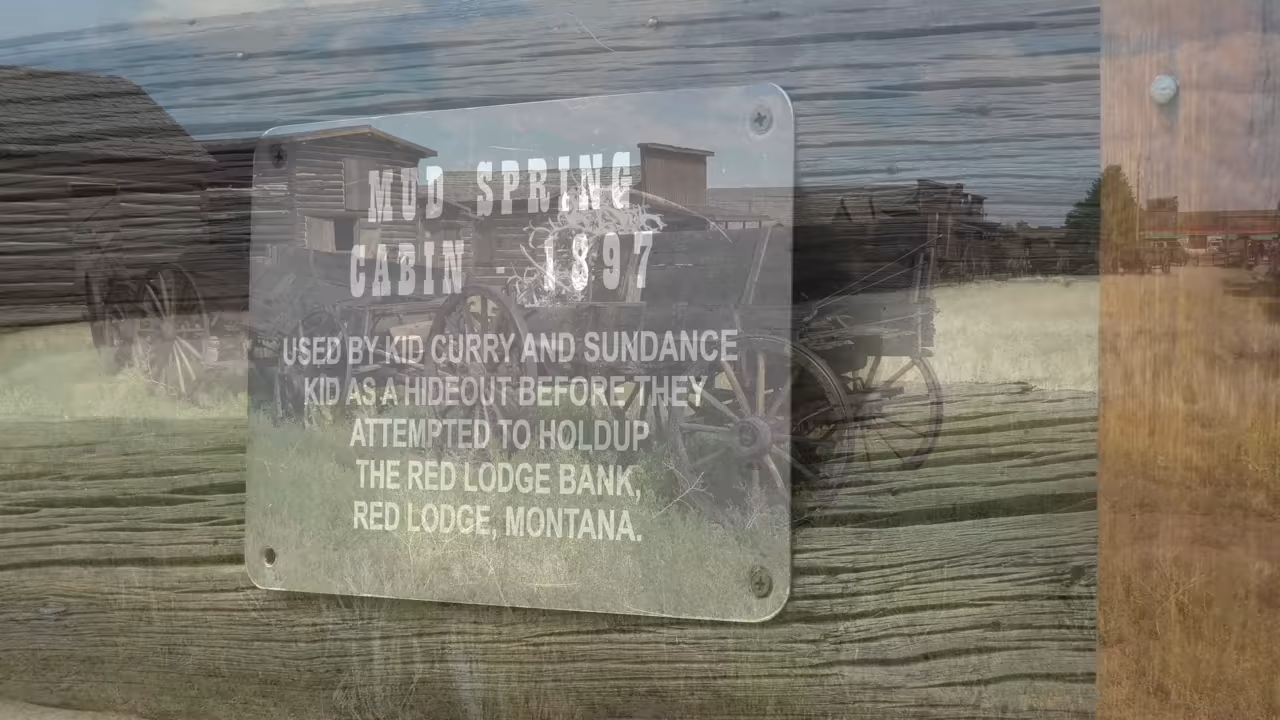 MUD SPRING
CABIN 1897
USED BY KID CURRY AND SUNDANCE
KID AS A HIDEOUT BEFORE THEY
ATTEMPTED TO HOLDUP
THE RED LODGE BANK,
RED LODGE, MONTANA.